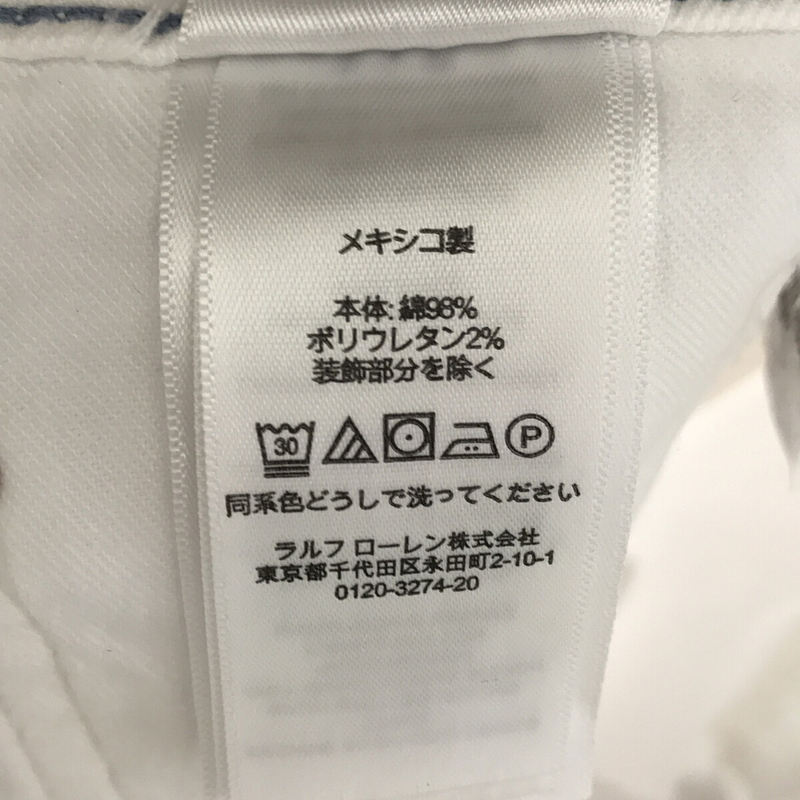 メキシコ製
本体: 綿98%
ポリウレタン2%
装飾部分を除く
30 P
同系色どうしで洗ってください
ラルフ ローレン株式会社
東京都千代田区永田町2-10-1
0120-3274-20